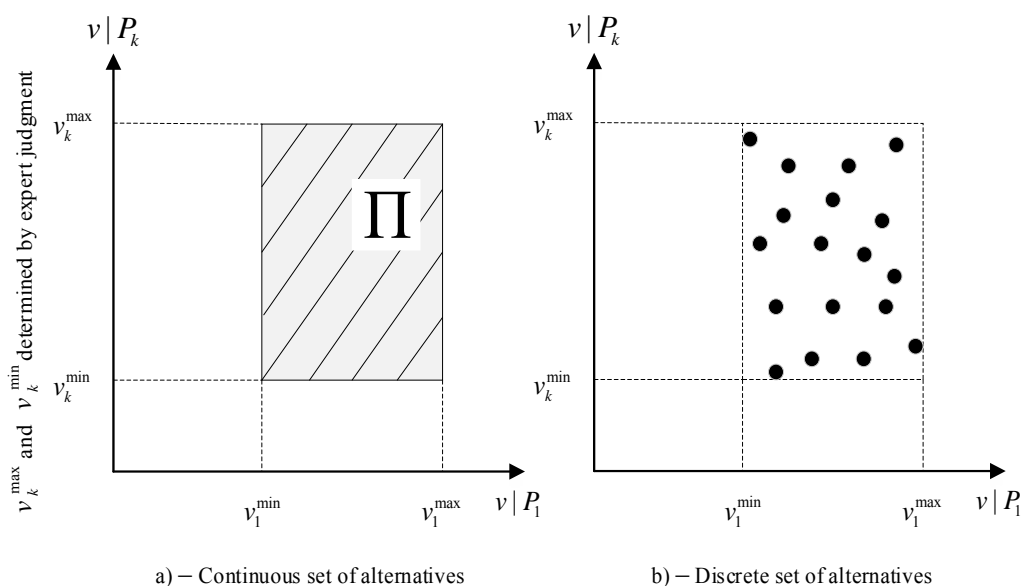 v_k^max and v_k^min determined by expert judgment
v | P_k
v_k^max
Π
v_k^min
v_1^min
v_1^max
v | P_1
a) – Continuous set of alternatives
v | P_k
v_k^max
v_k^min
v_1^min
v_1^max
v | P_1
b) – Discrete set of alternatives